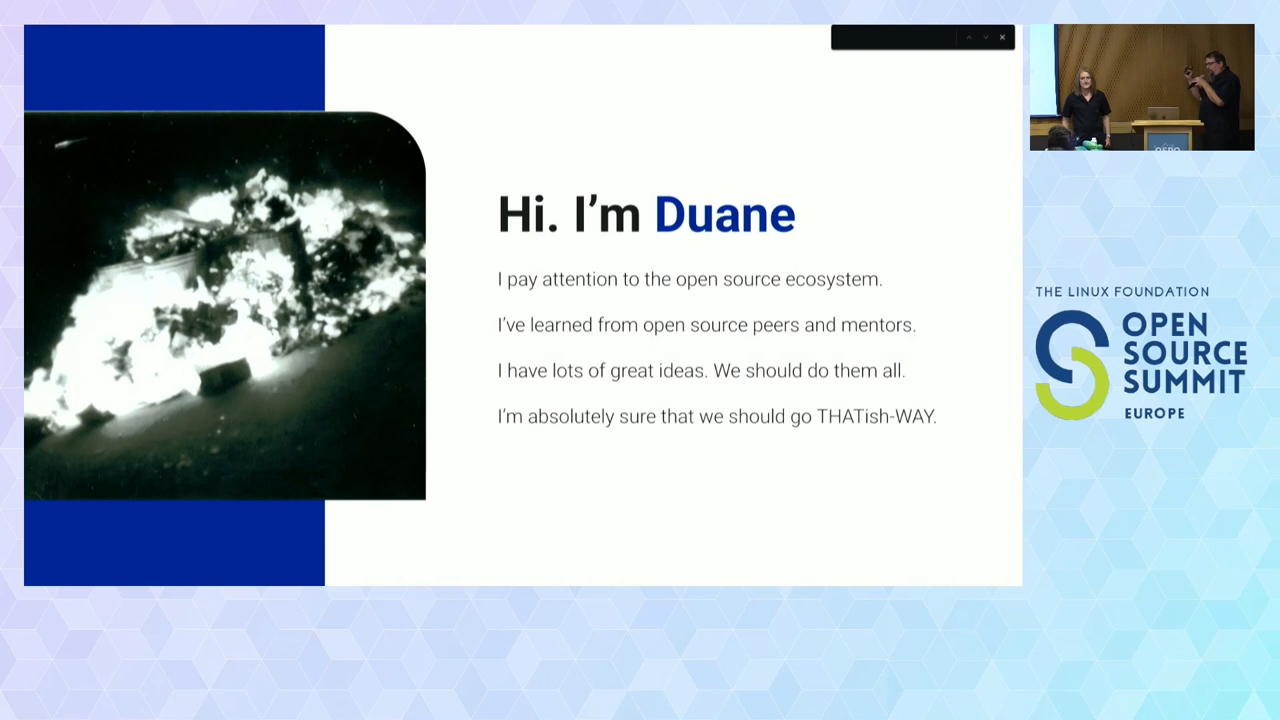 Hi. I'm Duane
I pay attention to the open source ecosystem.
I've learned from open source peers and mentors.
I have lots of great ideas. We should do them all.
I'm absolutely sure that we should go THATish-WAY.
THE LINUX FOUNDATION
OPEN
SOURCE
SUMMIT
EUROPE